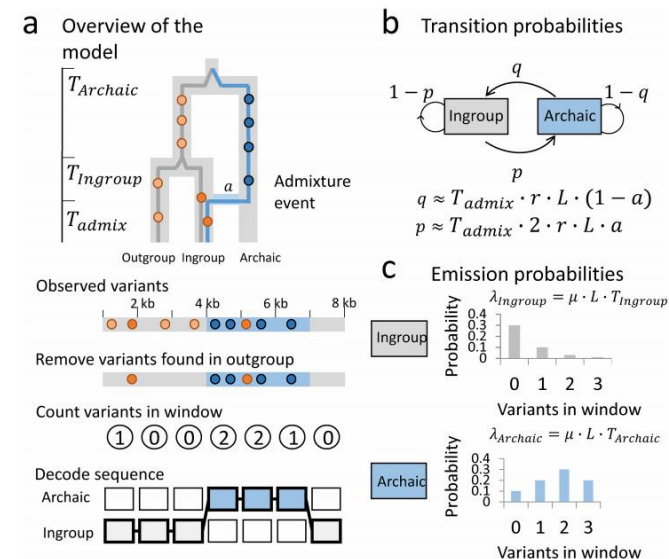 a Overview of the
model
T_Archaic
T_Ingroup
T_admix
a
Admixture
event
Outgroup Ingroup Archaic
Observed variants
2 kb 4 kb 6 kb 8 kb
Remove variants found in outgroup
Count variants in window
1 0 0 2 2 1 0
Decode sequence
Archaic
Ingroup
b Transition probabilities
q
1 − p 1 − q
Ingroup Archaic
p
q ≈ T_admix · r · L · (1 − a)
p ≈ T_admix · 2 · r · L · a
c Emission probabilities
λ_Ingroup = μ · L · T_Ingroup
Ingroup
Probability
0.4
0.3
0.2
0.1
0
0 1 2 3
Variants in window
λ_Archaic = μ · L · T_Archaic
Archaic
Probability
0.4
0.2
0.1
0
0 1 2 3
Variants in window